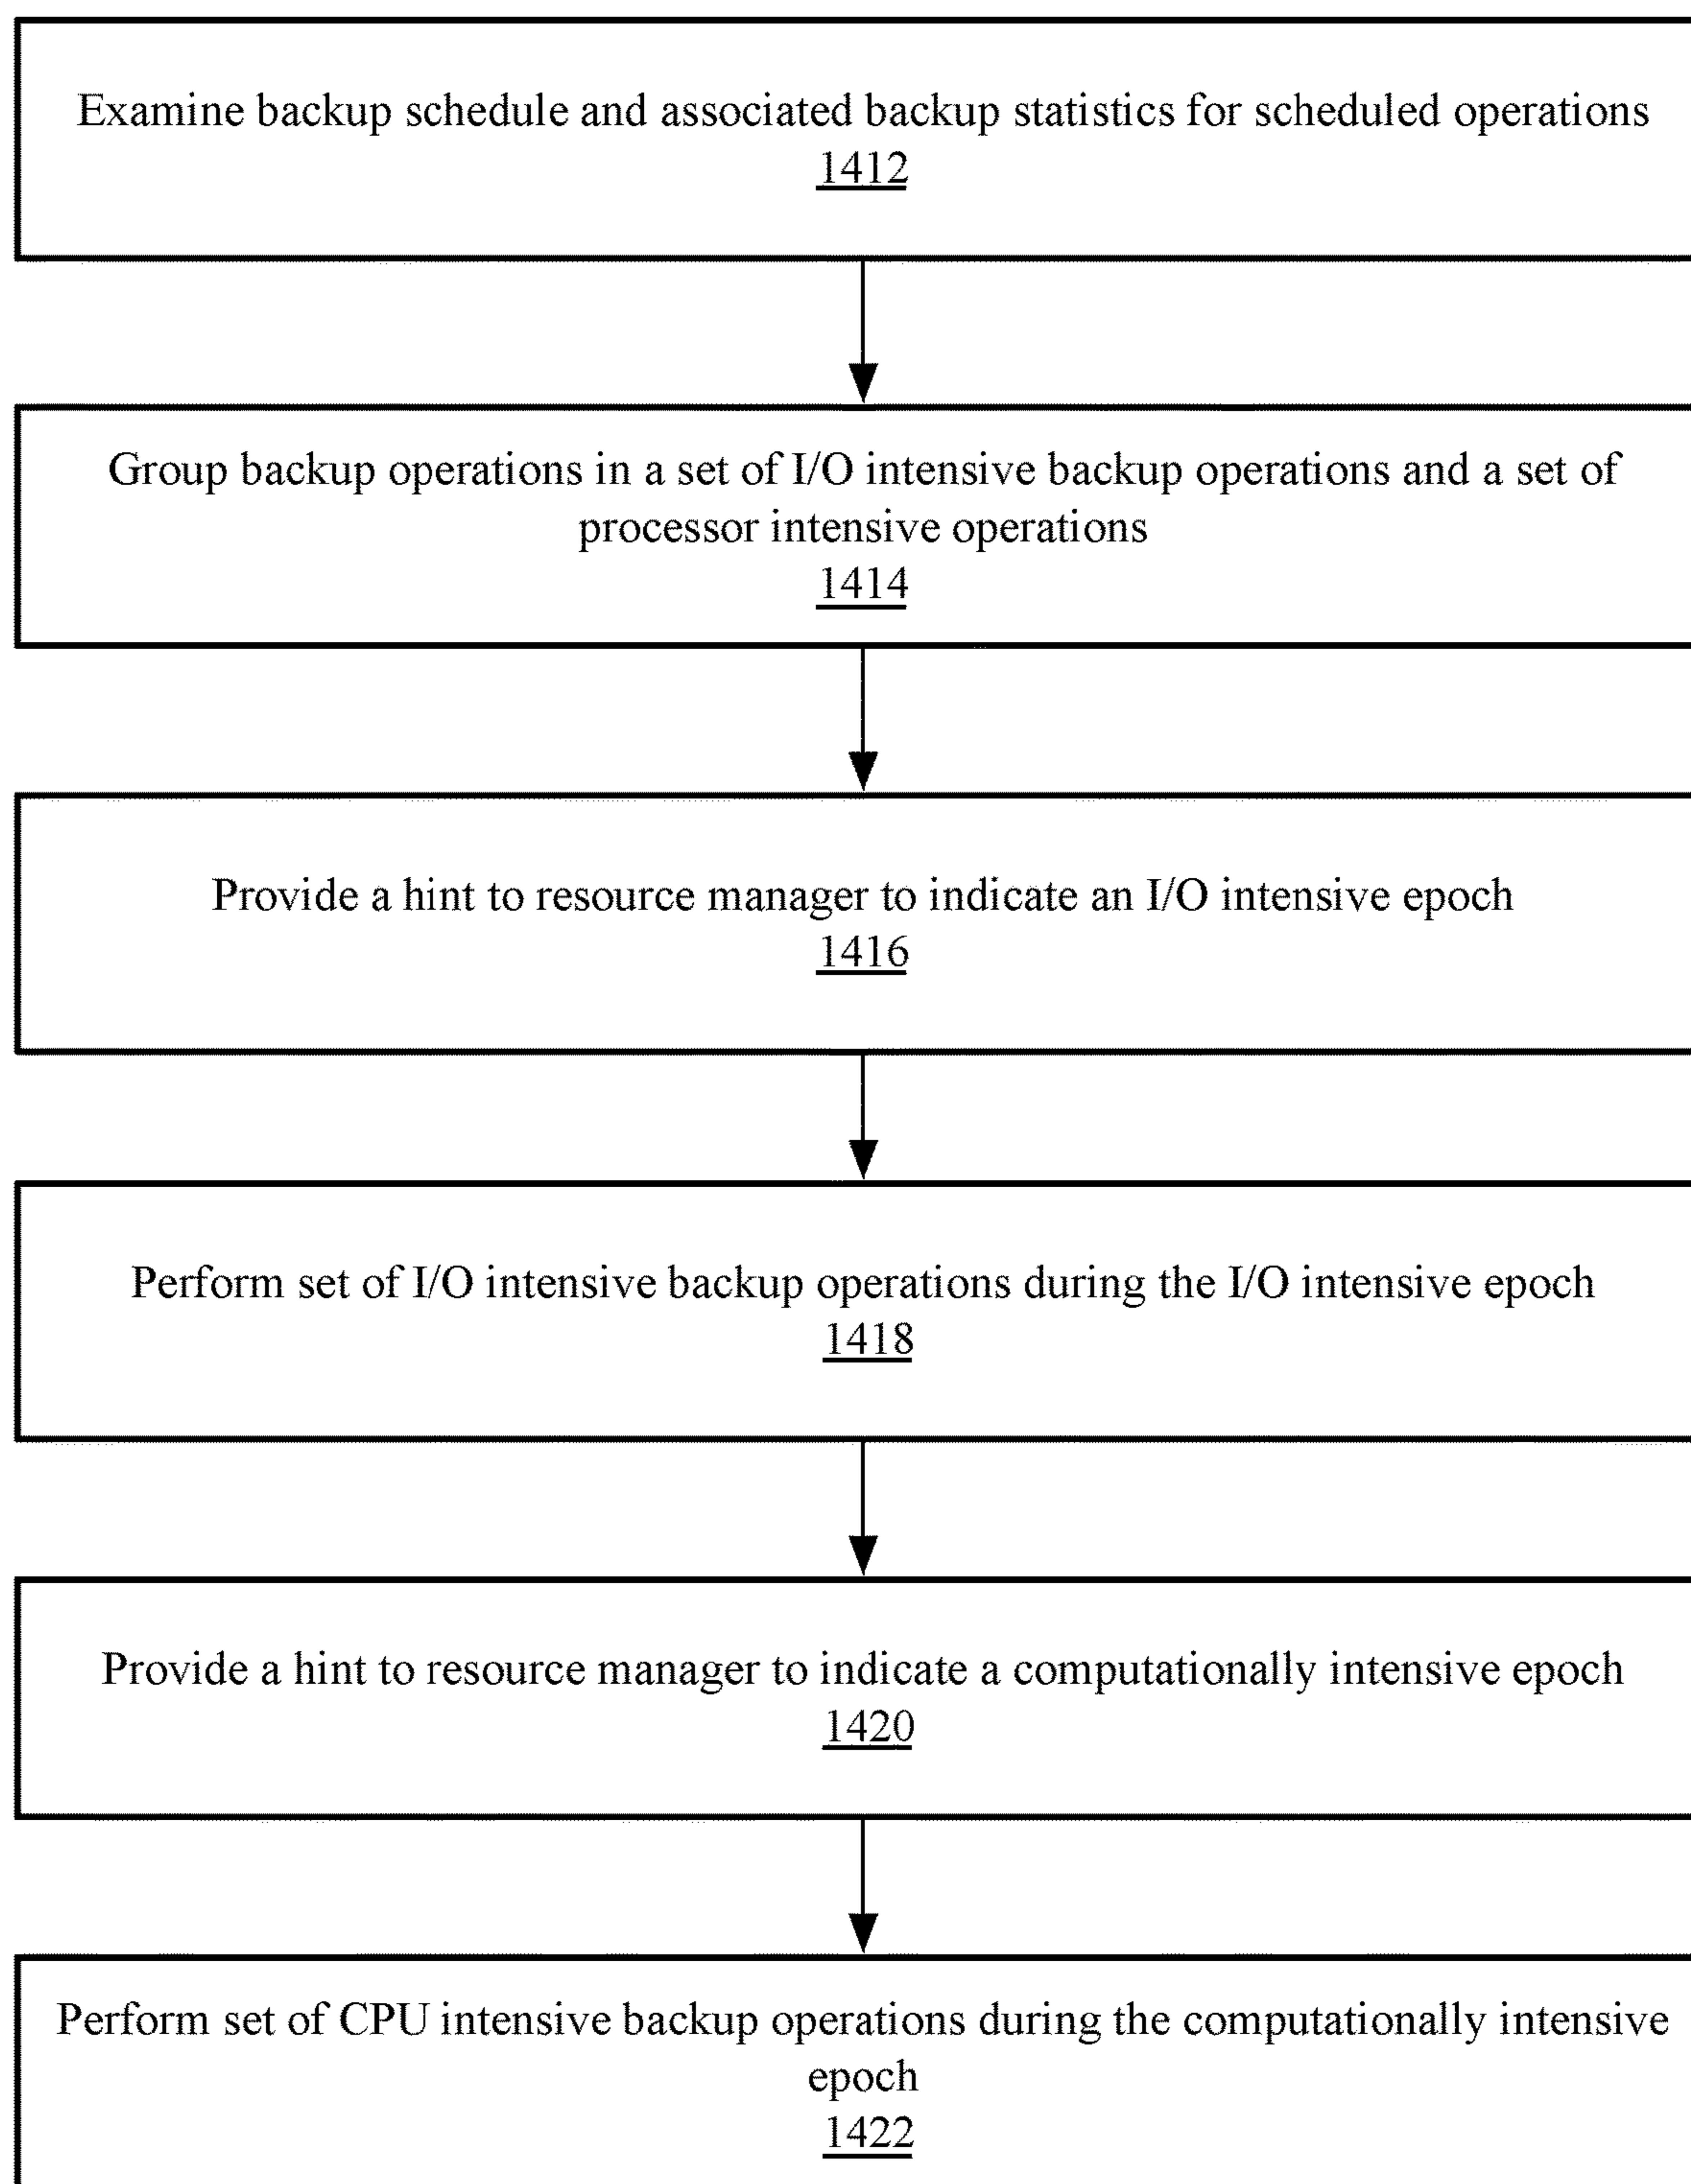 Examine backup schedule and associated backup statistics for scheduled operations
1412
Group backup operations in a set of I/O intensive backup operations and a set of
processor intensive operations
1414
Provide a hint to resource manager to indicate an I/O intensive epoch
1416
Perform set of I/O intensive backup operations during the I/O intensive epoch
1418
Provide a hint to resource manager to indicate a computationally intensive epoch
1420
Perform set of CPU intensive backup operations during the computationally intensive
epoch
1422